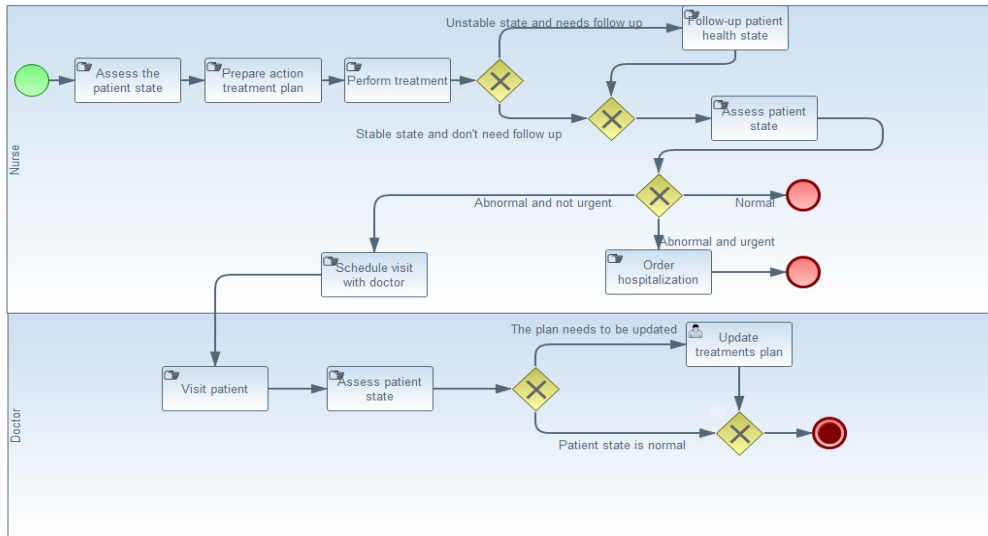 Nurse
Unstable state and needs follow up
Follow-up patient
health state
Assess the
patient state
Prepare action
treatment plan
Perform treatment
Stable state and don't need follow up
Assess patient
state
Abnormal and not urgent
Normal
Abnormal and urgent
Schedule visit
with doctor
Order
hospitalization
Doctor
The plan needs to be updated
Update
treatments plan
Visit patient
Assess patient
state
Patient state is normal